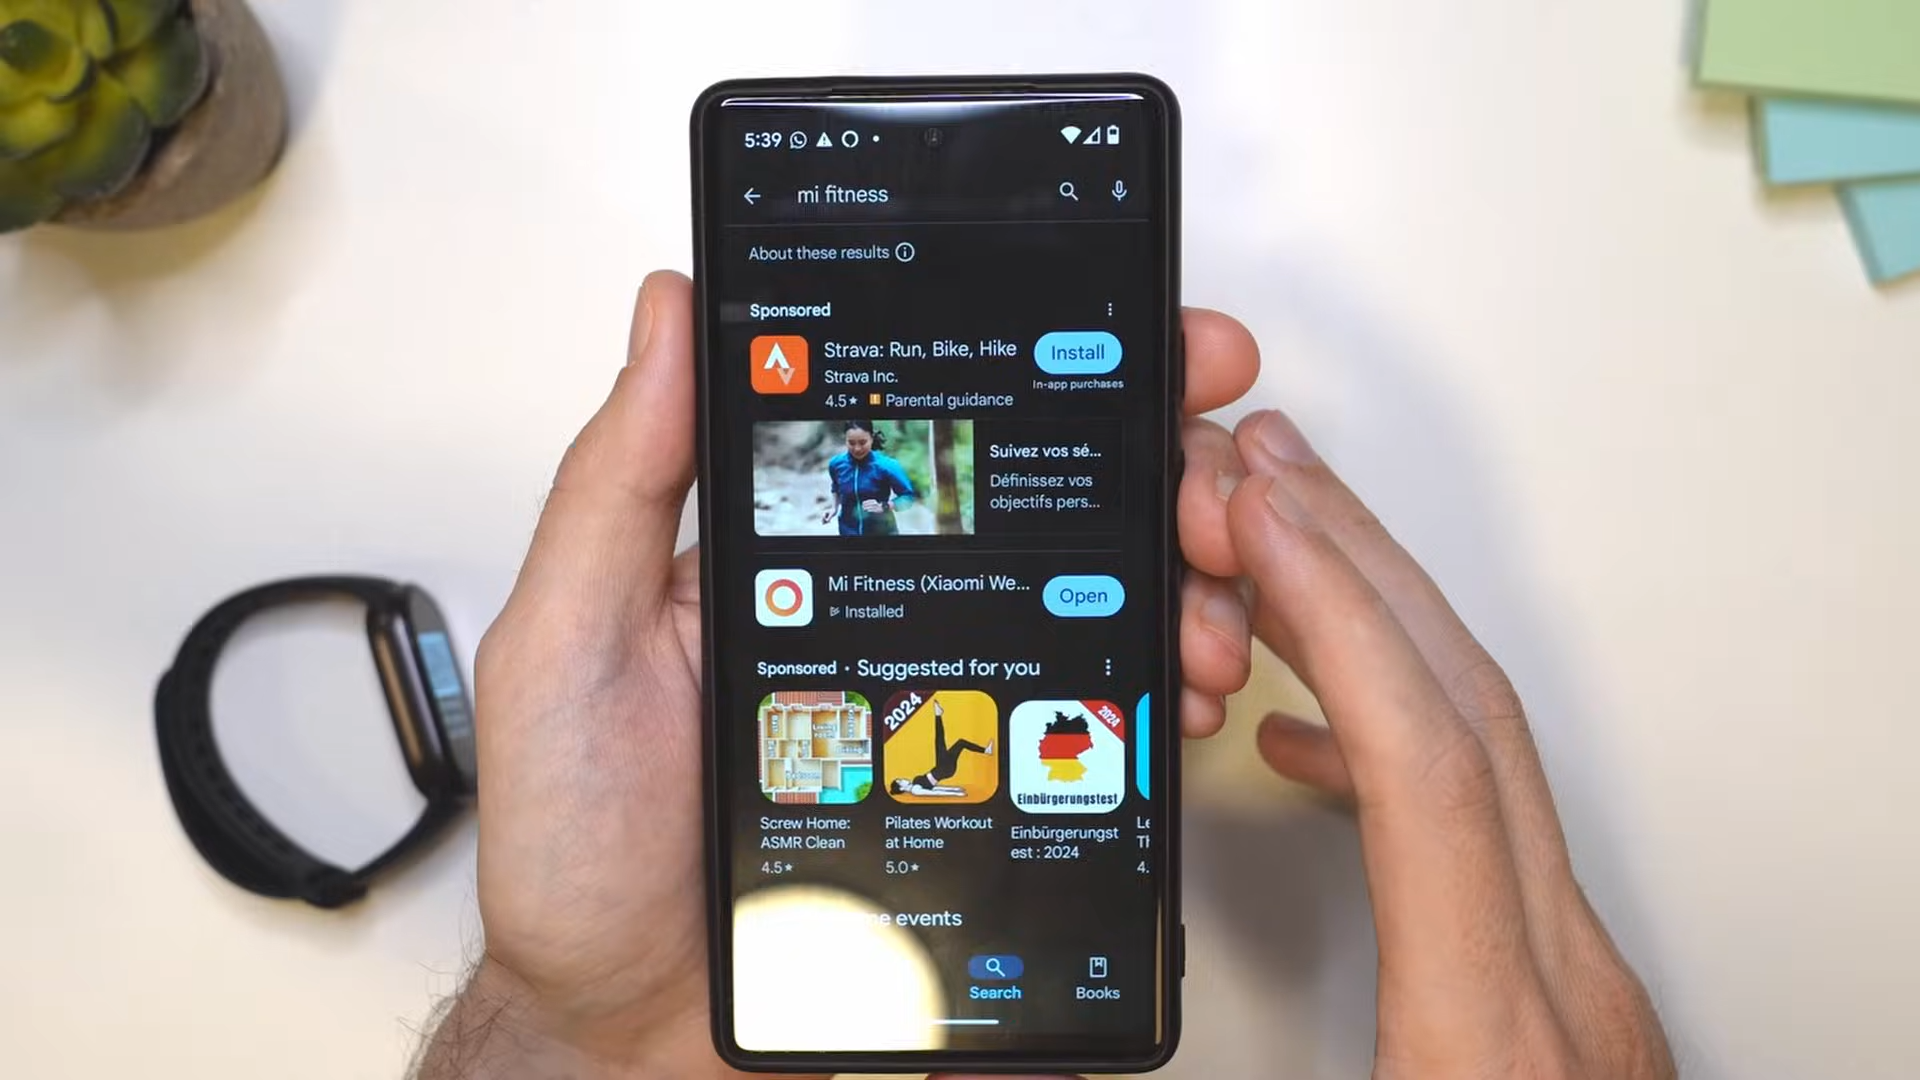 5:39
mi fitness
About these results
Sponsored
Strava: Run, Bike, Hike
Install
Strava Inc.
In-app purchases
4.5★ Parental guidance
Suivez vos sé...
Définissez vos
objectifs pers...
Mi Fitness (Xiaomi We...
Open
Installed
Sponsored · Suggested for you
2024
2024
Einbürgerungstest
Screw Home:
ASMR Clean
4.5★
Pilates Workout
at Home
5.0★
Einbürgerungst
est : 2024
4.
events
Search
Books